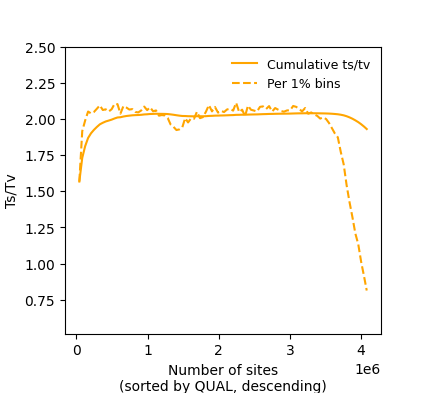 2.50
Cumulative ts/tv
Per 1% bins
2.25
2.00
1.75
1.50
1.25
1.00
0.75
Ts/Tv
0 1 2 3 4
1e6
Number of sites
(sorted by QUAL, descending)